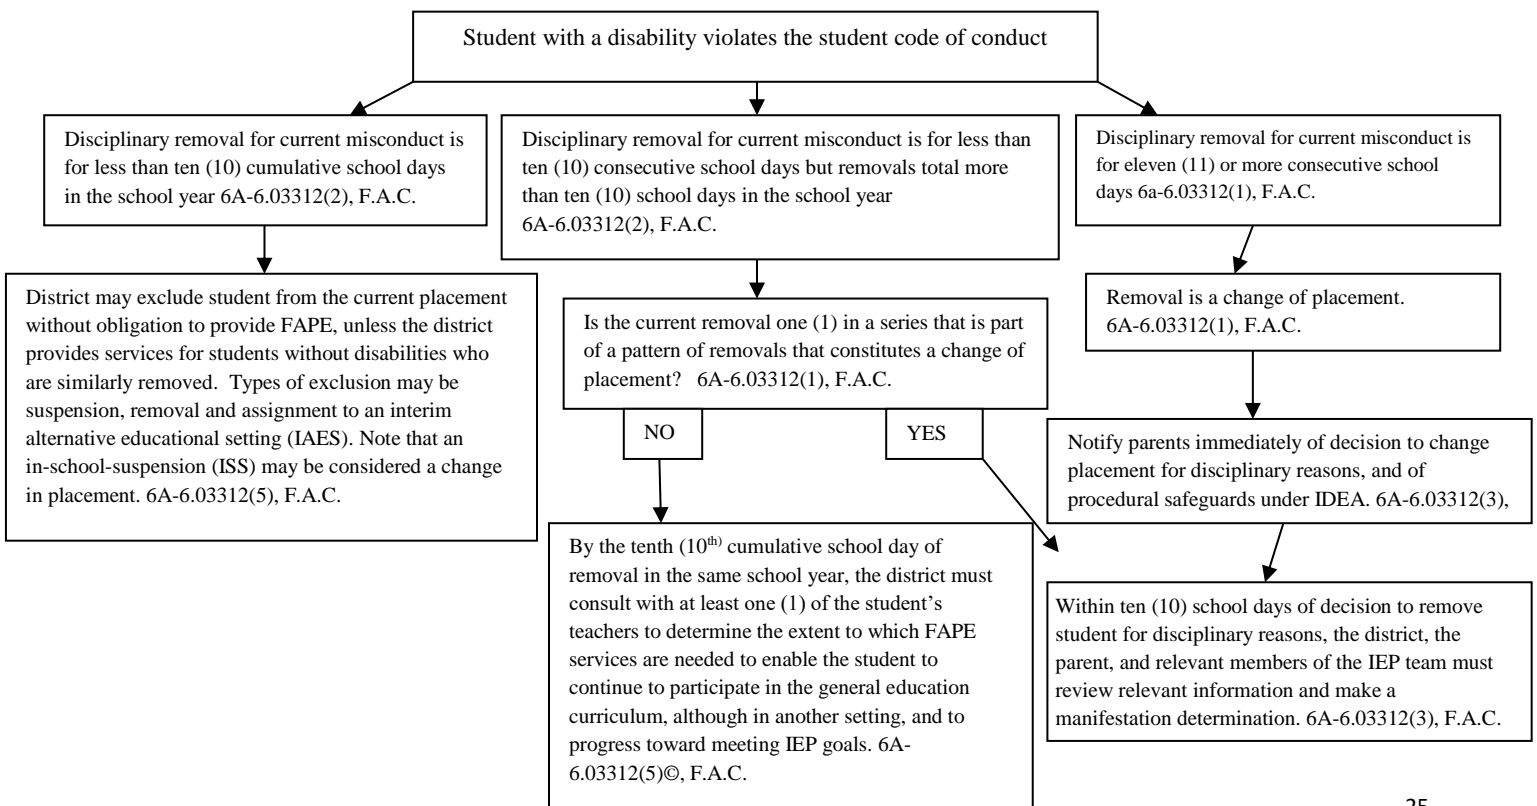 Student with a disability violates the student code of conduct
Disciplinary removal for current misconduct is
for less than ten (10) cumulative school days
in the school year 6A-6.03312(2), F.A.C.
Disciplinary removal for current misconduct is for less than
ten (10) consecutive school days but removals total more
than ten (10) school days in the school year
6A-6.03312(2), F.A.C.
Disciplinary removal for current misconduct is
for eleven (11) or more consecutive school
days 6a-6.03312(1), F.A.C.
District may exclude student from the current placement
without obligation to provide FAPE, unless the district
provides services for students without disabilities who
are similarly removed.  Types of exclusion may be
suspension, removal and assignment to an interim
alternative educational setting (IAES). Note that an
in-school-suspension (ISS) may be considered a change
in placement. 6A-6.03312(5), F.A.C.
Is the current removal one (1) in a series that is part
of a pattern of removals that constitutes a change of
placement?   6A-6.03312(1), F.A.C.
Removal is a change of placement.
6A-6.03312(1), F.A.C.
NO
YES
Notify parents immediately of decision to change
placement for disciplinary reasons, and of
procedural safeguards under IDEA. 6A-6.03312(3),
By the tenth (10th) cumulative school day of
removal in the same school year, the district must
consult with at least one (1) of the student’s
teachers to determine the extent to which FAPE
services are needed to enable the student to
continue to participate in the general education
curriculum, although in another setting, and to
progress toward meeting IEP goals. 6A-
6.03312(5)©, F.A.C.
Within ten (10) school days of decision to remove
student for disciplinary reasons, the district, the
parent, and relevant members of the IEP team must
review relevant information and make a
manifestation determination. 6A-6.03312(3), F.A.C.
25